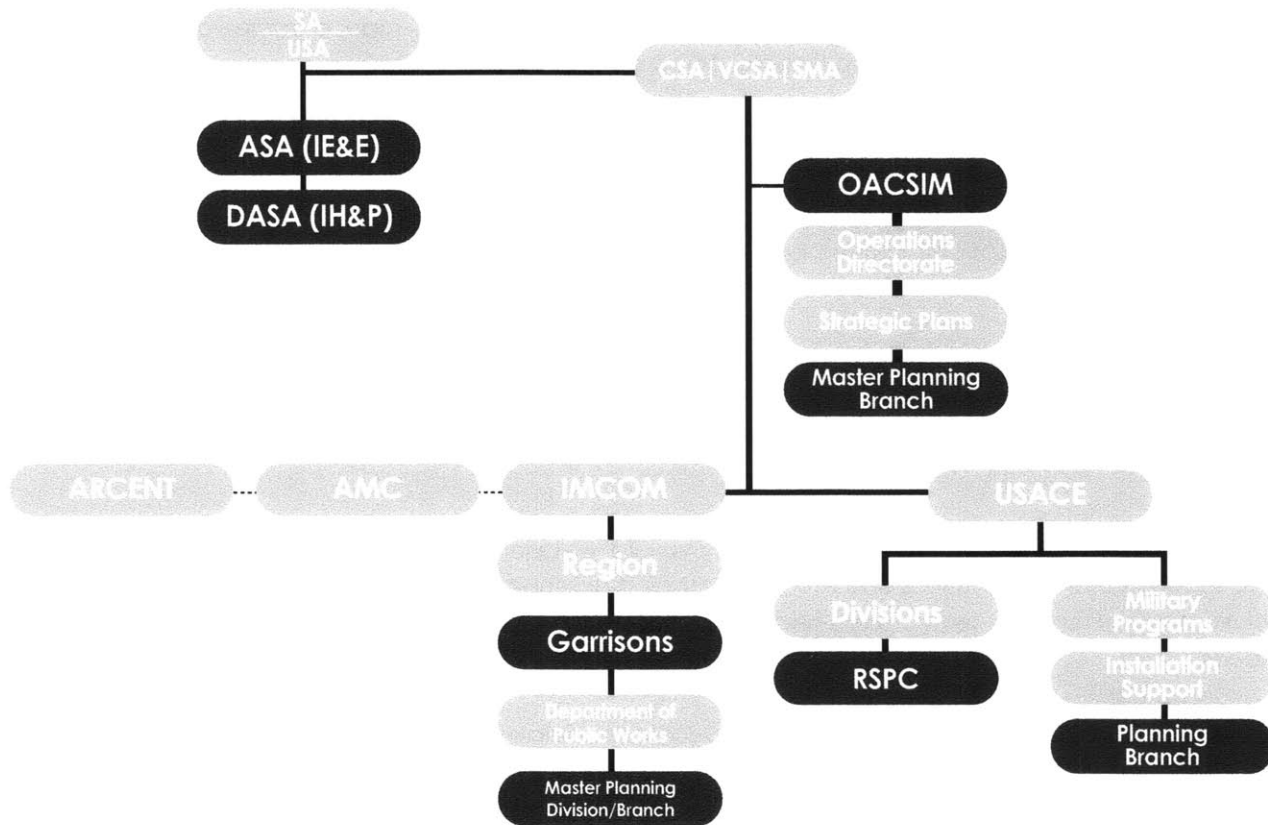 SA
USA
CSA|VCSA|SMA
ASA (IE&E)
DASA (IH&P)
OACSIM
Operations
Directorate
Strategic Plans
Master Planning
Branch
ARCENT
AMC
IMCOM
USACE
Region
Garrisons
Department of
Public Works
Master Planning
Division/Branch
Divisions
RSPC
Military
Programs
Installation
Support
Planning
Branch